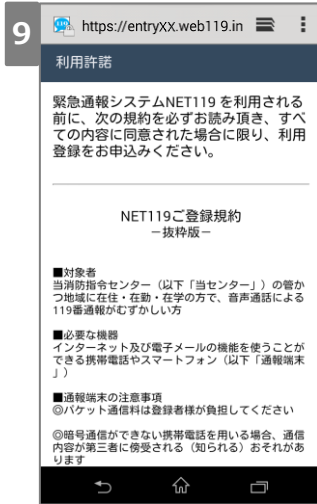 9
https://entryXX.web119.in
利用許諾
緊急通報システムNET119 を利用される
前に、次の規約を必ずお読み頂き、すべ
ての内容に同意された場合に限り、利用
登録をお申込みください。
NET119ご登録規約
－抜粋版－
■対象者
当消防指令センター（以下「当センター」）の管か
つ地域に在住・在勤・在学の方で、音声通話による
119番通報がむずかしい方
■必要な機器
インターネット及び電子メールの機能を使うことが
できる携帯電話やスマートフォン（以下「通報端末
」）
■通報端末の注意事項
◎パケット通信料は登録者様が負担してください
◎暗号通信ができない携帯電話を用いる場合、通信
内容が第三者に傍受される（知られる）おそれがあ
ります